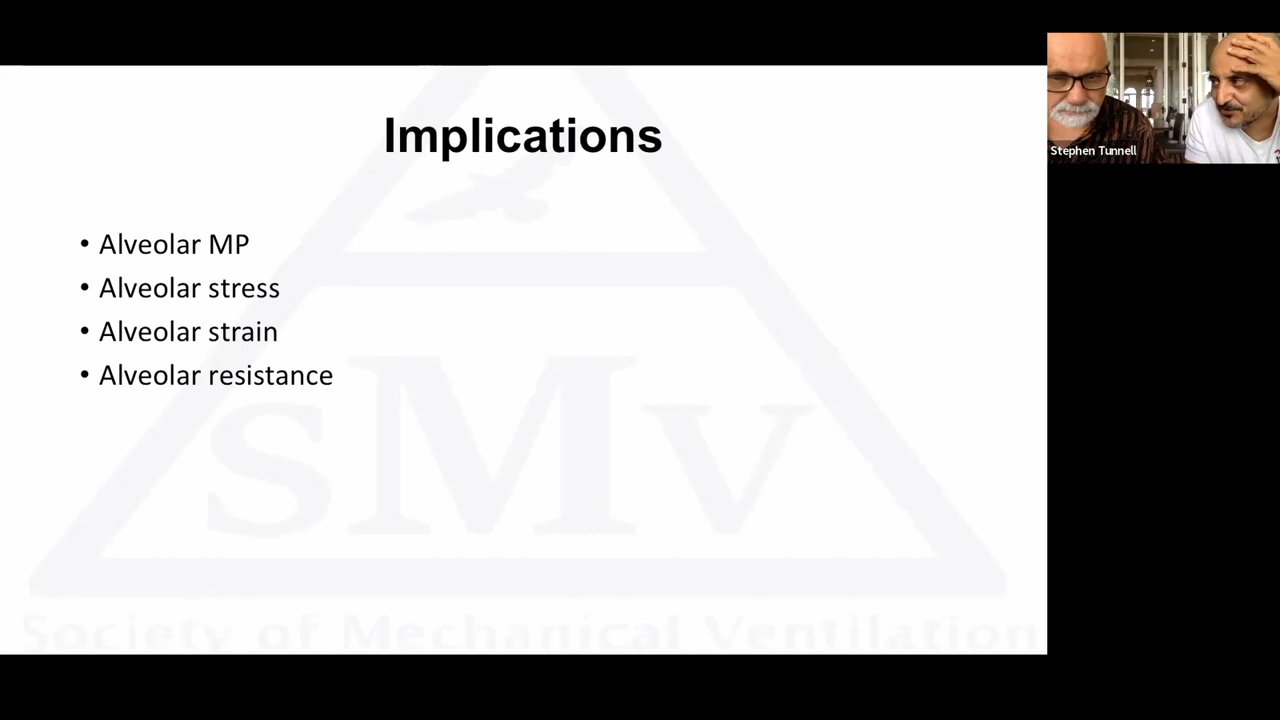 Implications
• Alveolar MP
• Alveolar stress
• Alveolar strain
• Alveolar resistance
SMV
Society of Mechanical Ventilation
Stephen Tunnell